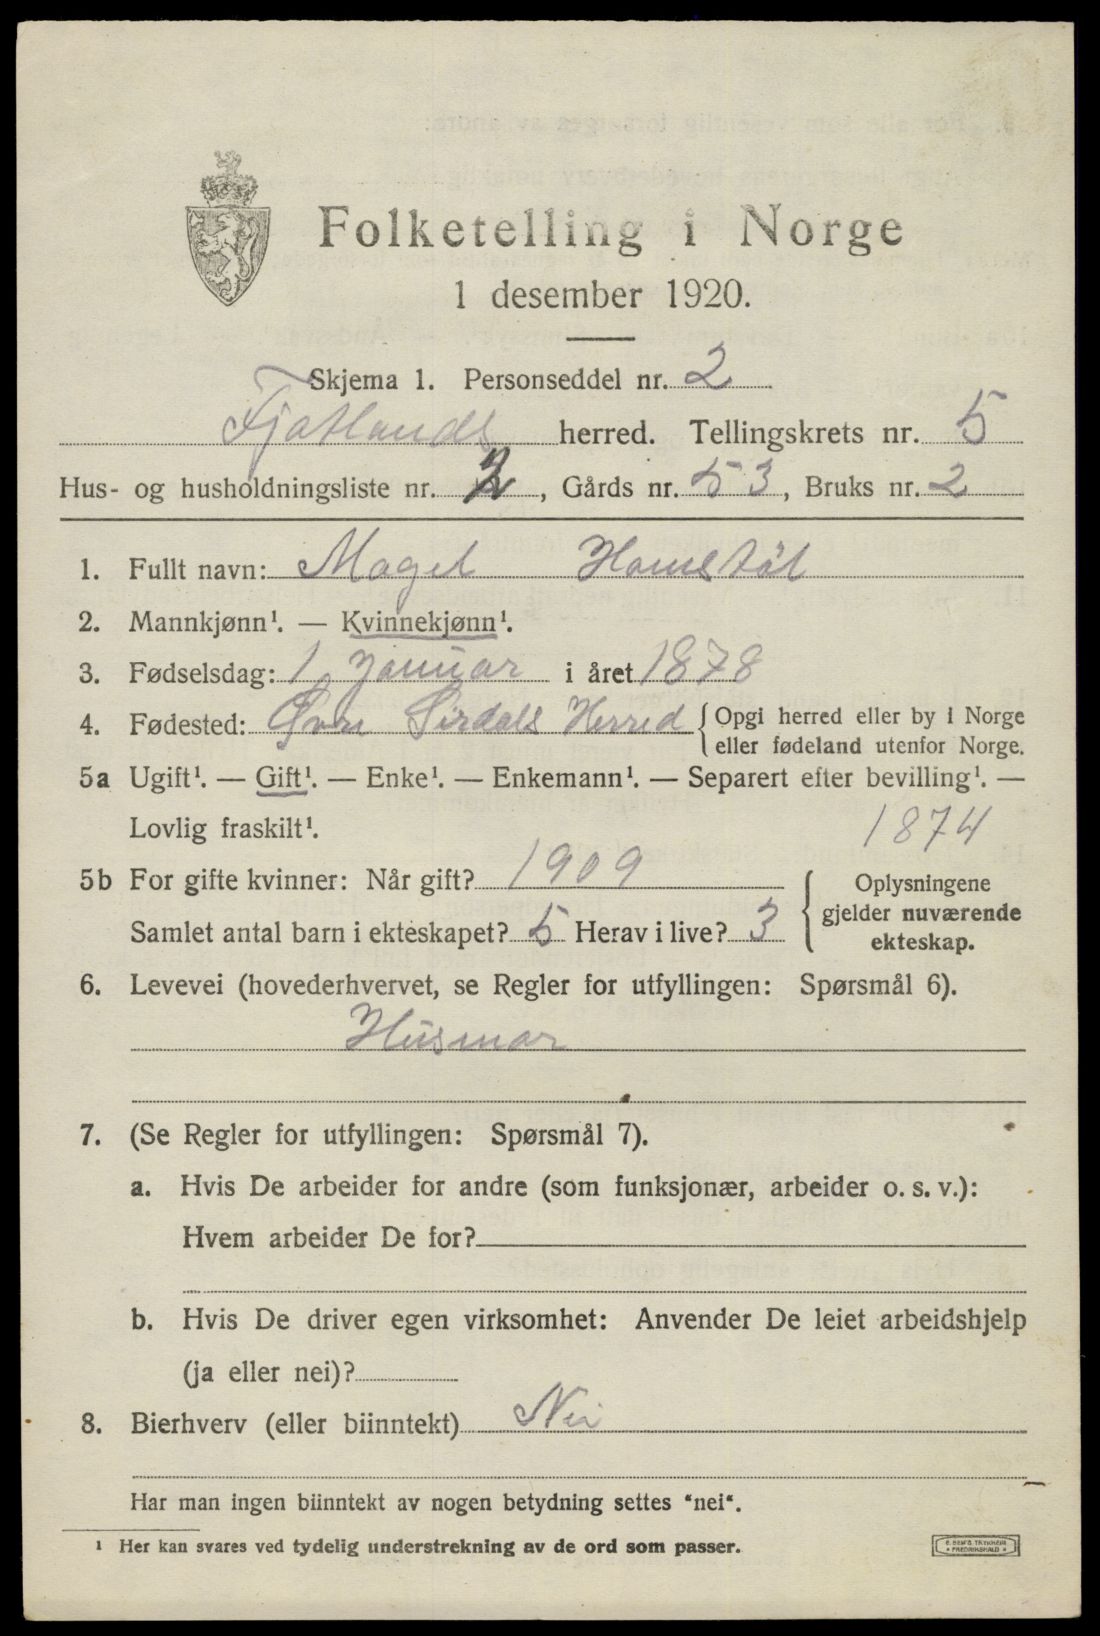 Folketelling i Norge
1 desember 1920.
Skjema 1. Personseddel nr. 2
Fjotlands herred. Tellingskrets nr. 5
Hus- og husholdningsliste nr. 2, Gårds nr. 53, Bruks nr. 2
1. Fullt navn: Magel Homstöl
2. Mannkjønn¹. — Kvinnekjønn¹.
3. Fødselsdag: 1 Januar i året 1878
4. Fødested: Øvre Sirdals Herred {Opgi herred eller by i Norge
eller fødeland utenfor Norge.
5a Ugift¹. — Gift¹. — Enke¹. — Enkemann¹. — Separert efter bevilling¹. —
Lovlig fraskilt¹. 1874
5b For gifte kvinner: Når gift? 1909 Oplysningene
gjelder nuværende
Samlet antal barn i ekteskapet? 5 Herav i live? 3 ekteskap.
6. Levevei (hovederhvervet, se Regler for utfyllingen: Spørsmål 6).
Husmor
7. (Se Regler for utfyllingen: Spørsmål 7).
a. Hvis De arbeider for andre (som funksjonær, arbeider o. s. v.):
Hvem arbeider De for?
b. Hvis De driver egen virksomhet: Anvender De leiet arbeidshjelp
(ja eller nei)?
8. Bierhverv (eller biinntekt) Nei
Har man ingen biinntekt av nogen betydning settes "nei".
¹ Her kan svares ved tydelig understrekning av de ord som passer.